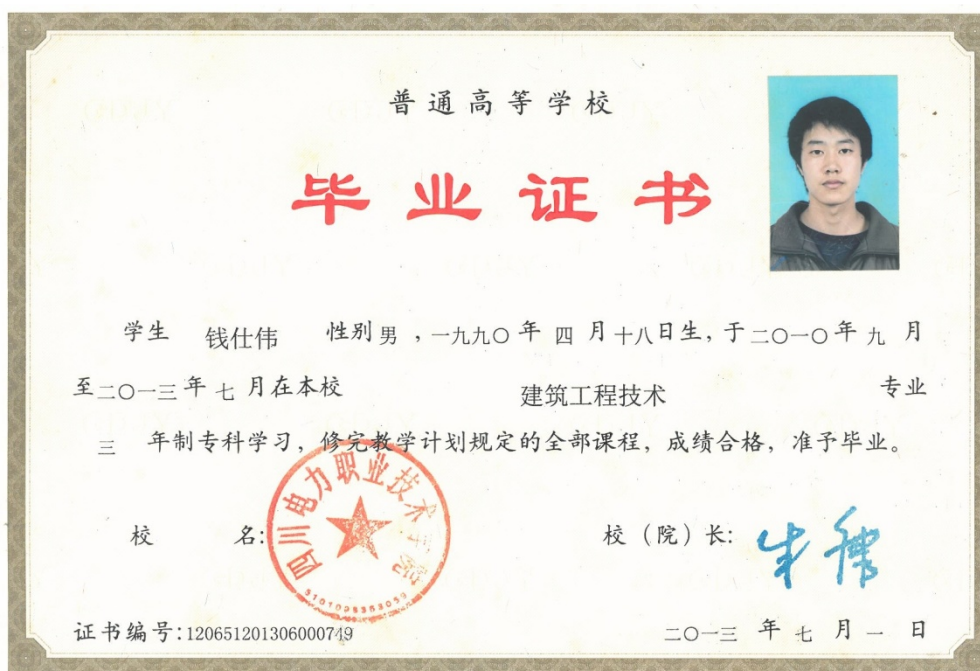 普通高等学校
毕业证书
学生 钱仕伟 性别 男 ，一九九〇 年 四 月 十八 日生，于 二〇一〇 年 九 月
至 二〇一三 年 七 月在本校 建筑工程技术 专业
三 年制专科学习，修完教学计划规定的全部课程，成绩合格，准予毕业。
四川电力职业技术学院
校 名： 校（院）长：
证书编号：120651201306000749 二〇一三 年 七 月 一 日